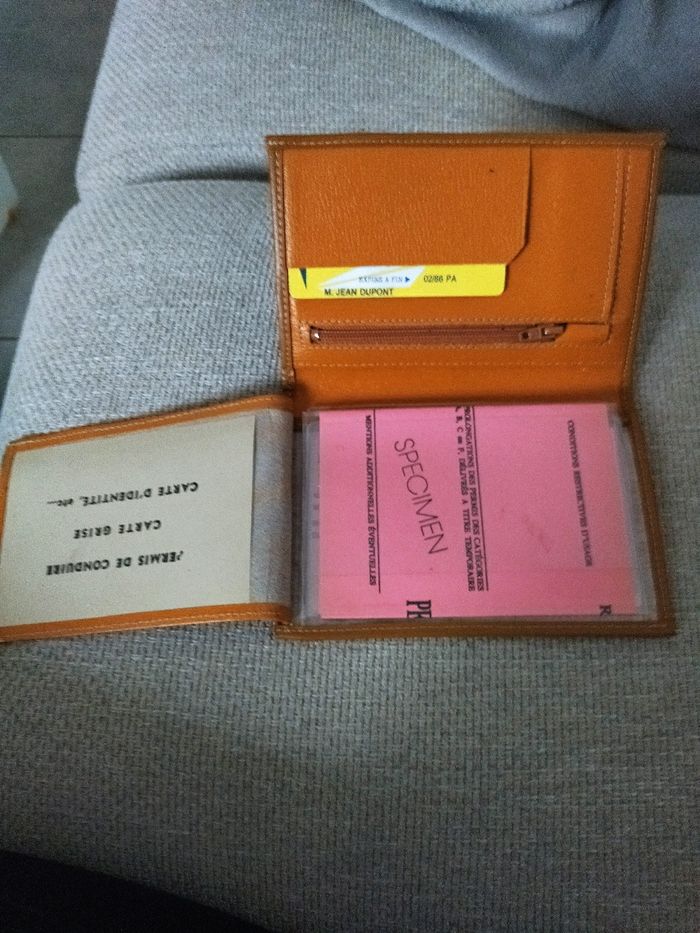 EXPIRE A FIN ▶ 02/86 PA
M. JEAN DUPONT
PERMIS DE CONDUIRE
CARTE GRISE
CARTE D'IDENTITÉ, etc...
CONDITIONS RESTRICTIVES D'USAGE
PROLONGATIONS DES PERMIS DES CATÉGORIES
A, B, C ou F, DÉLIVRÉS A TITRE TEMPORAIRE
SPECIMEN
MENTIONS ADDITIONNELLES ÉVENTUELLES